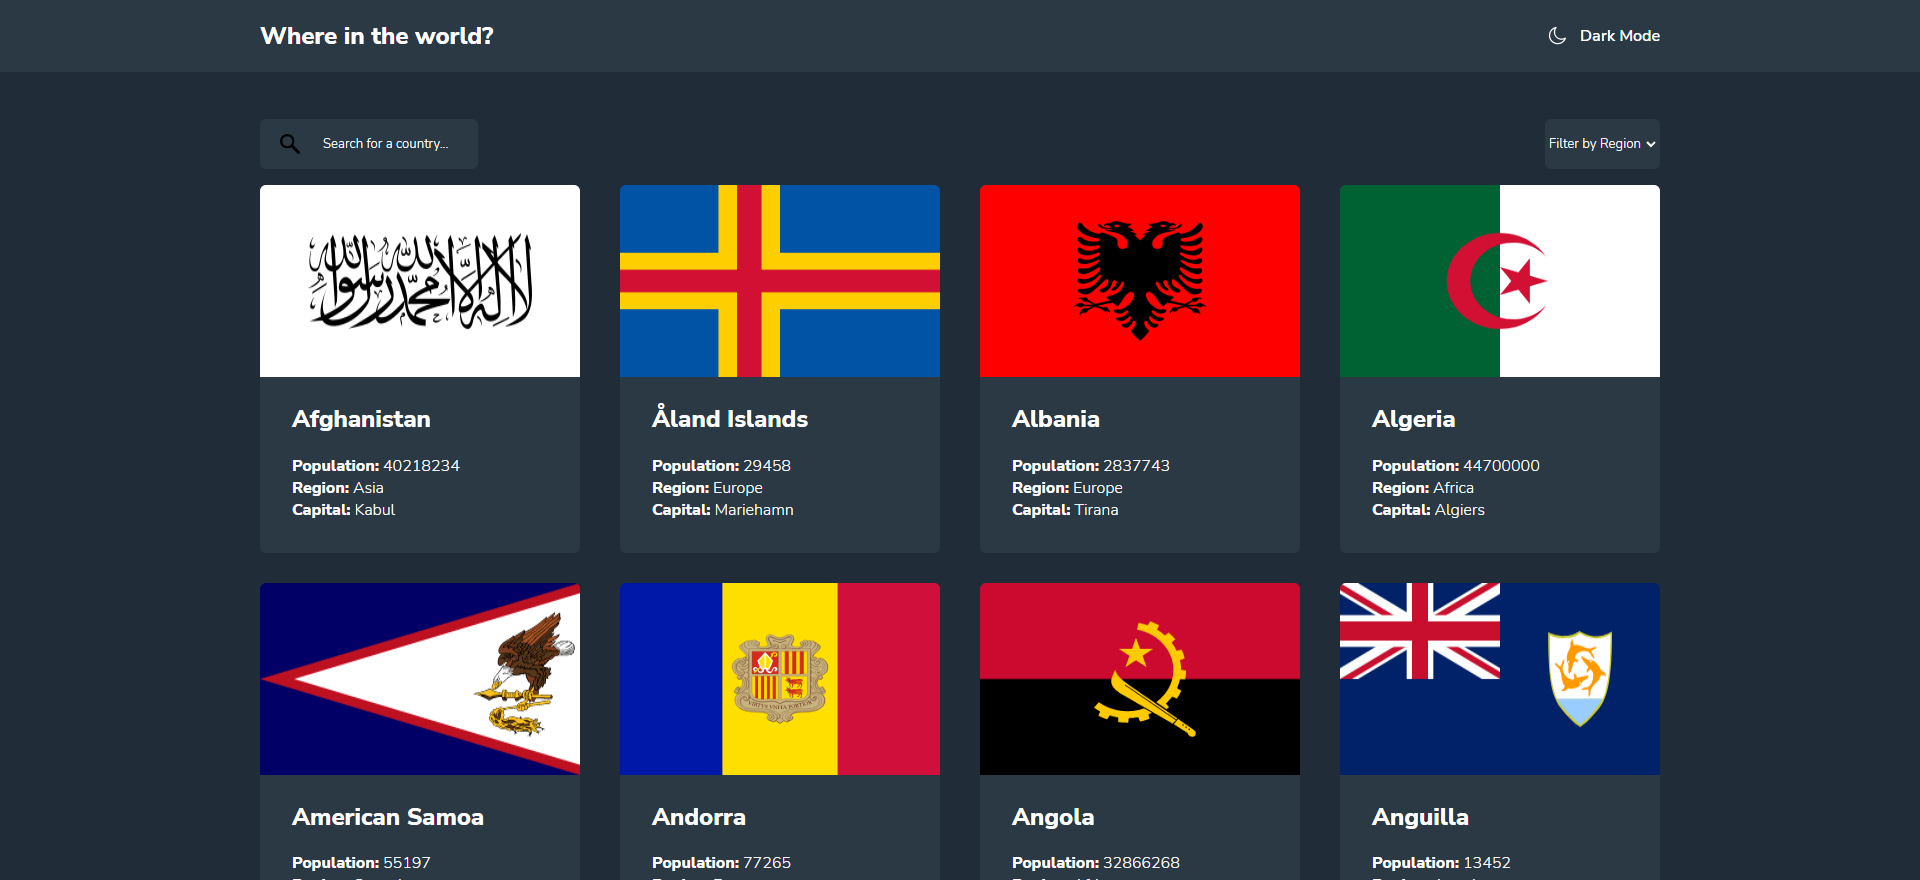 Where in the world?
Dark Mode
Search for a country...
Filter by Region
لا إله إلا الله محمد رسول الله
Afghanistan
Population: 40218234
Region: Asia
Capital: Kabul
Åland Islands
Population: 29458
Region: Europe
Capital: Mariehamn
Albania
Population: 2837743
Region: Europe
Capital: Tirana
Algeria
Population: 44700000
Region: Africa
Capital: Algiers
VIRTVS VNITA FORTIOR
American Samoa
Population: 55197
Andorra
Population: 77265
Angola
Population: 32866268
Anguilla
Population: 13452